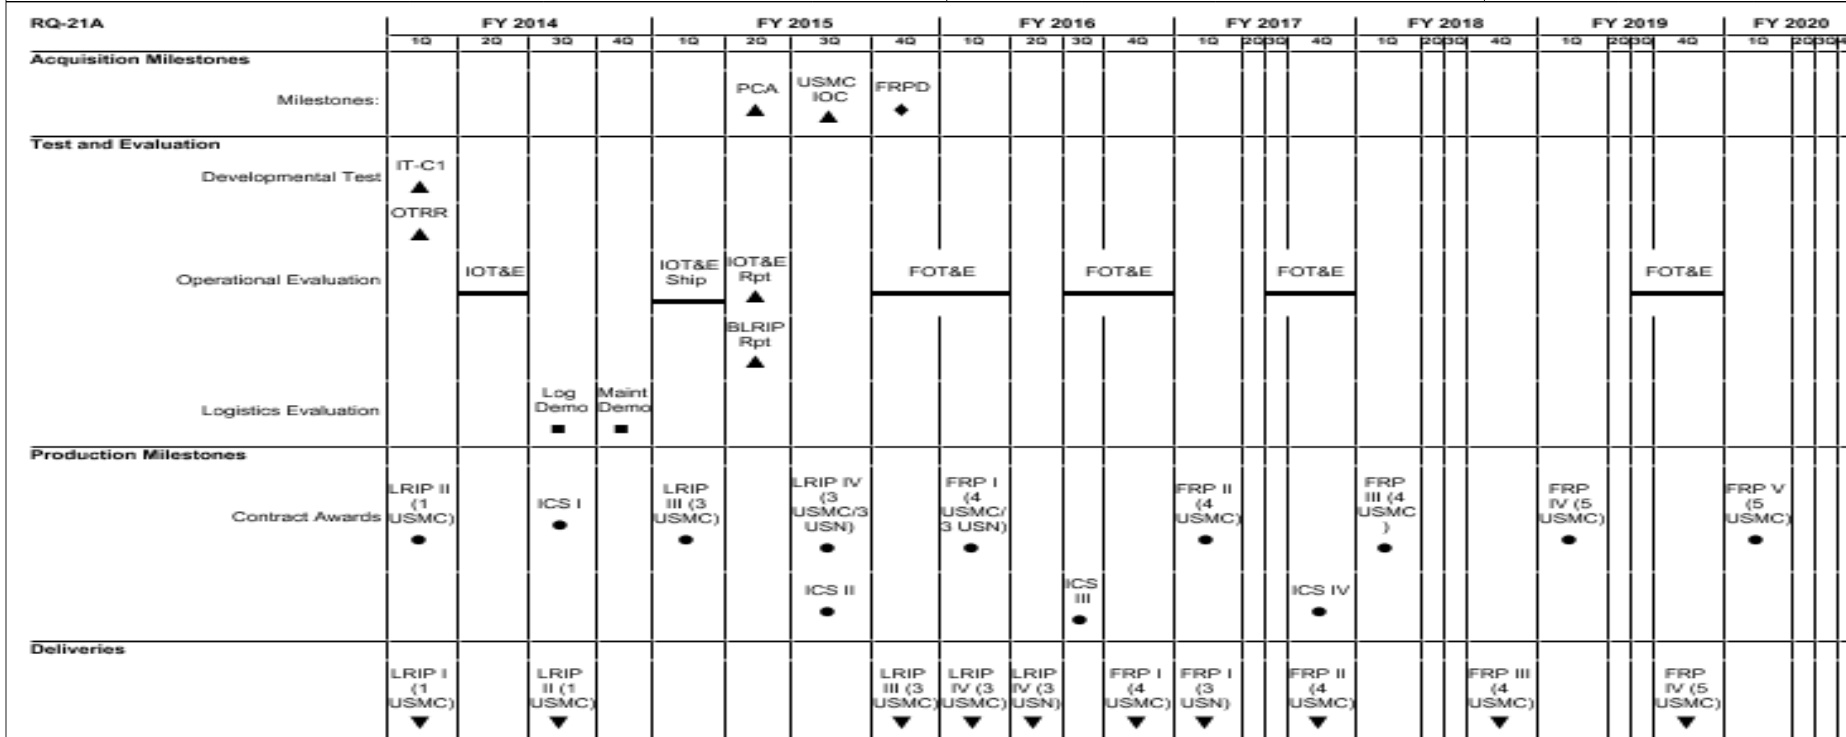 RQ-21A FY 2014 FY 2015 FY 2016 FY 2017 FY 2018 FY 2019 FY 2020
1Q 2Q 3Q 4Q 1Q 2Q 3Q 4Q 1Q 2Q 3Q 4Q 1Q 2Q 3Q 4Q 1Q 2Q 3Q 4Q 1Q 2Q 3Q 4Q 1Q 2Q 3Q 4
Acquisition Milestones
Milestones:
PCA
USMC
IOC
FRPD
Test and Evaluation
Developmental Test
IT-C1
OTRR
Operational Evaluation
IOT&E
IOT&E
Ship
IOT&E
Rpt
FOT&E
FOT&E
FOT&E
FOT&E
BLRIP
Rpt
Logistics Evaluation
Log
Demo
Maint
Demo
Production Milestones
Contract Awards
LRIP II
(1
USMC)
ICS I
LRIP
III (3
USMC)
LRIP IV
(3
USMC/3
USN)
FRP I
(4
USMC/
3 USN)
FRP II
(4
USMC)
FRP
III (4
USMC
)
FRP
IV (5
USMC)
FRP V
(5
USMC)
ICS II
ICS
III
ICS IV
Deliveries
LRIP I
(1
USMC)
LRIP
II (1
USMC)
LRIP
III (3
USMC)
LRIP
IV (3
USMC)
LRIP
IV (3
USN)
FRP I
(4
USMC)
FRP I
(3
USN)
FRP II
(4
USMC)
FRP III
(4
USMC)
FRP
IV (5
USMC)